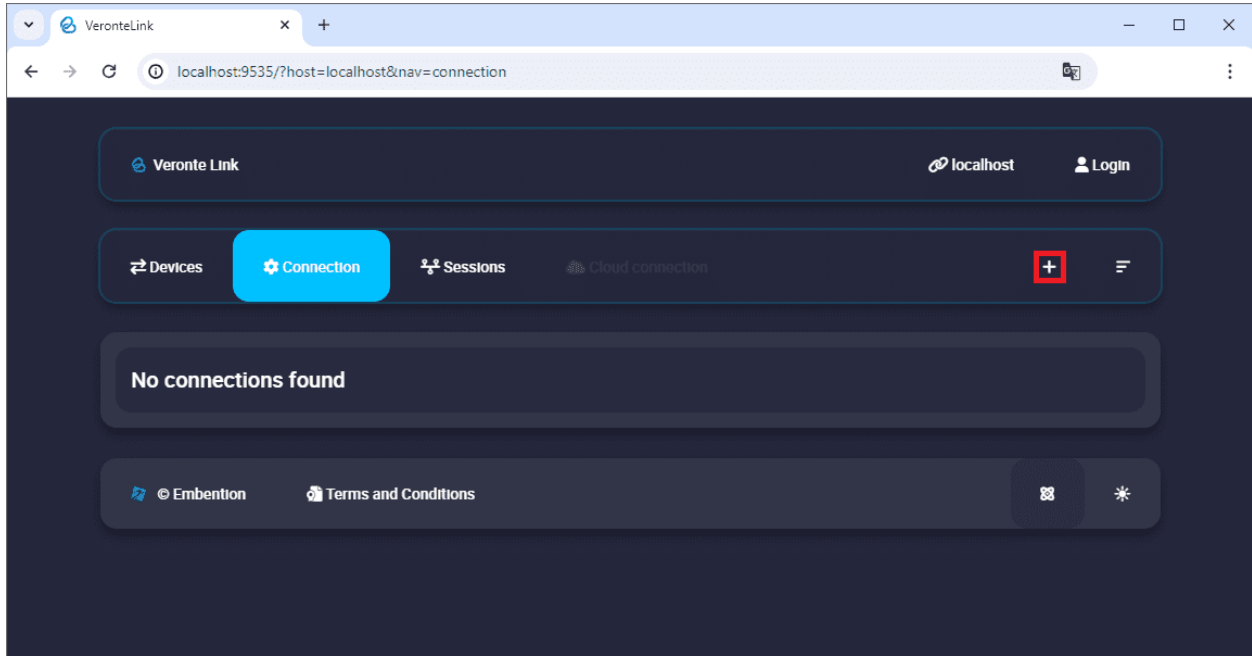 VeronteLink
localhost:9535/?host=localhost&nav=connection
Veronte Link localhost Login
Devices Connection Sessions Cloud connection
No connections found
© Embention Terms and Conditions